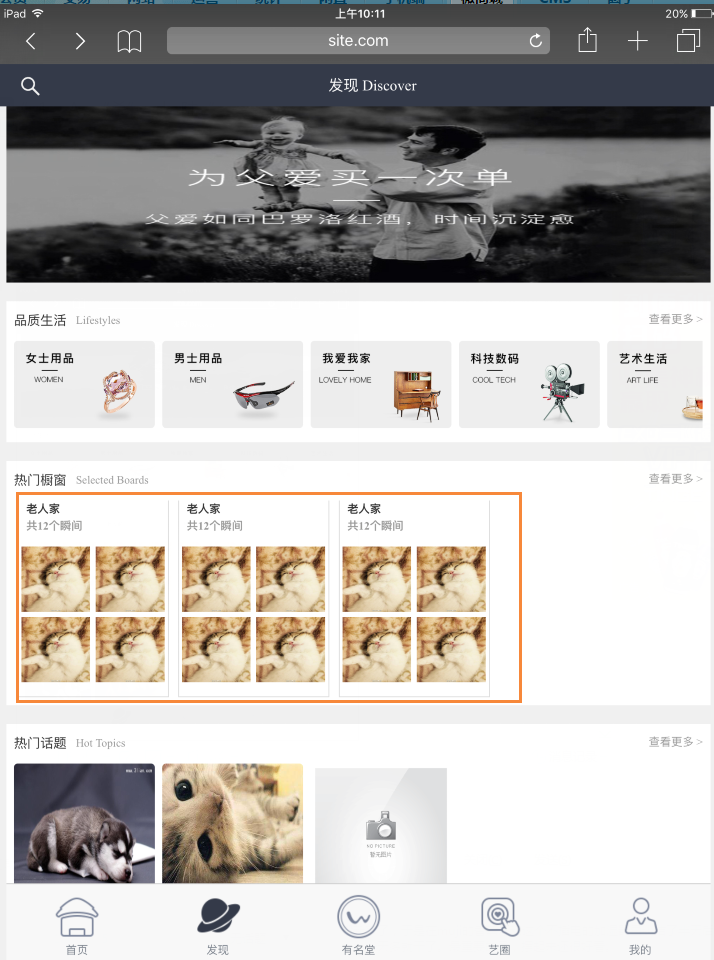 iPad
上午10:11
20%
site.com
发现 Discover
为父爱买一次单
父爱如同巴罗洛红酒，时间沉淀愈
品质生活 Lifestyles
查看更多 >
女士用品
WOMEN
男士用品
MEN
我爱我家
LOVELY HOME
科技数码
COOL TECH
艺术生活
ART LIFE
热门橱窗 Selected Boards
查看更多 >
老人家
共12个瞬间
老人家
共12个瞬间
老人家
共12个瞬间
热门话题 Hot Topics
查看更多 >
NO PICTURE
暂无图片
首页
发现
有名堂
艺圈
我的